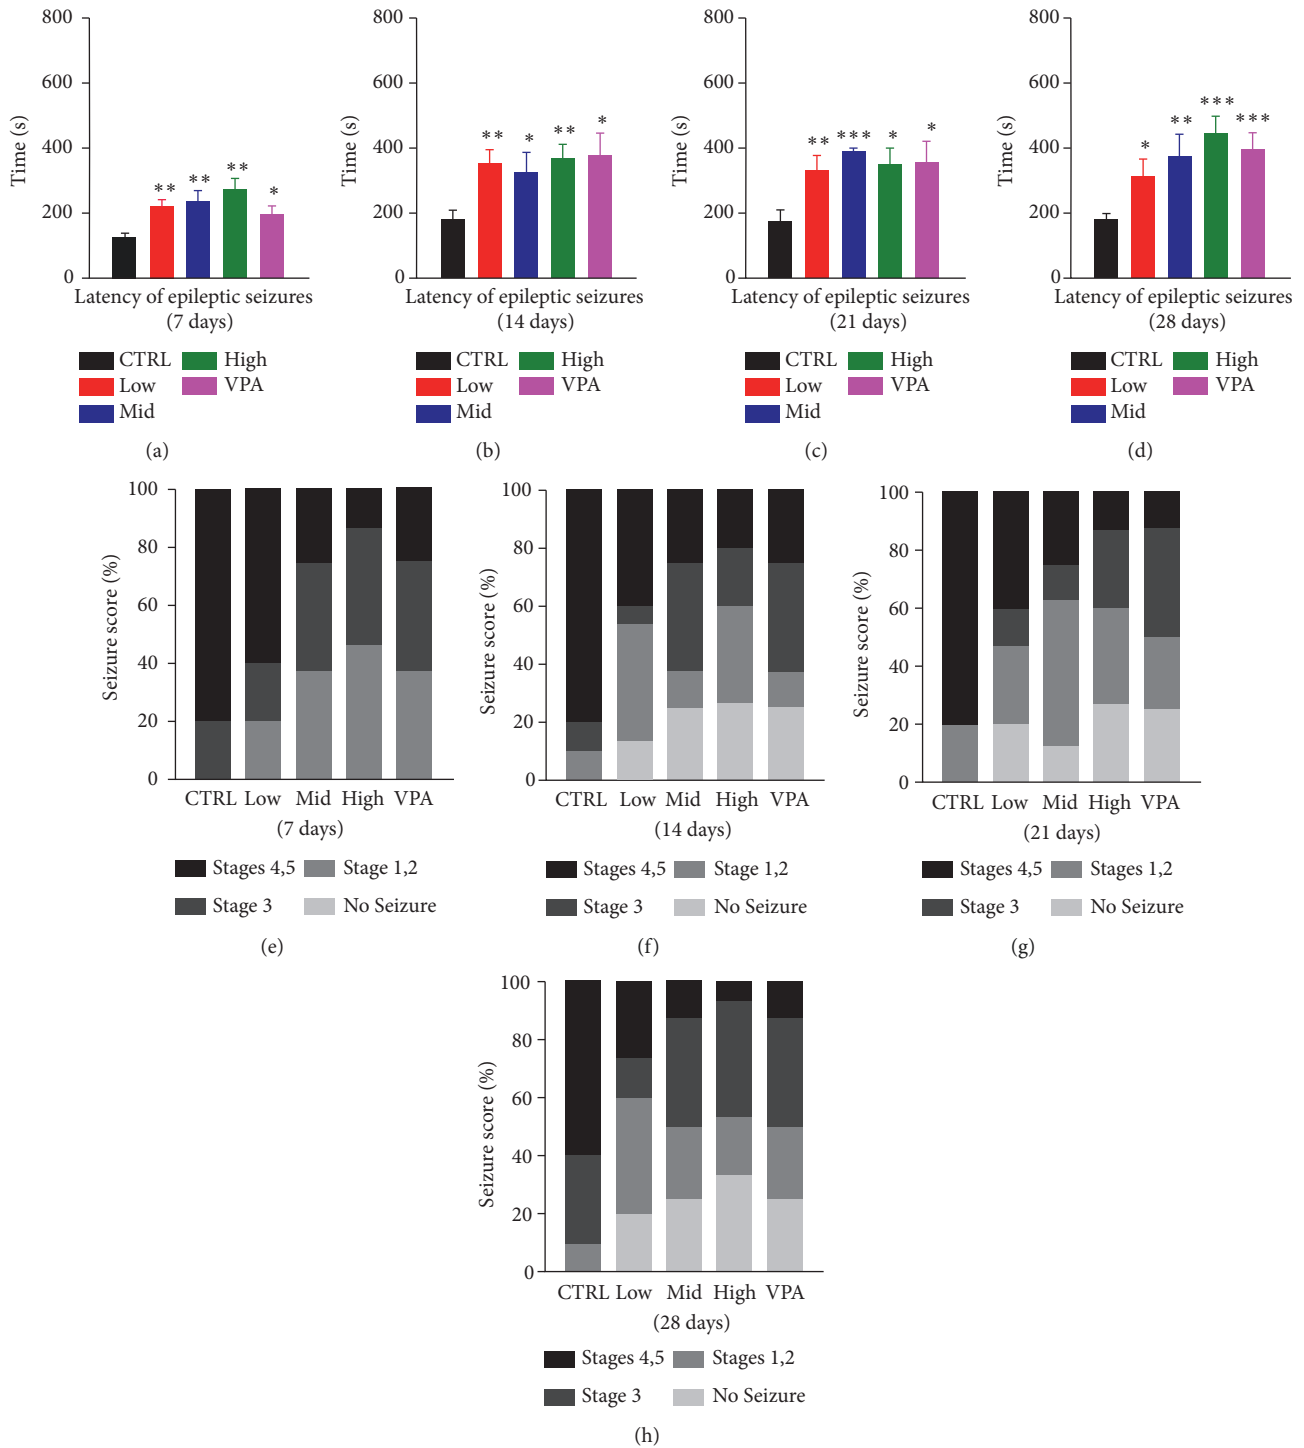 800
600
400
200
0
Time (s)
**
**
**
*
Latency of epileptic seizures
(7 days)
CTRL High
Low VPA
Mid
(a)
800
600
400
200
0
Time (s)
**
*
**
*
Latency of epileptic seizures
(14 days)
CTRL High
Low VPA
Mid
(b)
800
600
400
200
0
Time (s)
**
***
*
*
Latency of epileptic seizures
(21 days)
CTRL High
Low VPA
Mid
(c)
800
600
400
200
0
Time (s)
*
**
***
***
Latency of epileptic seizures
(28 days)
CTRL High
Low VPA
Mid
(d)
100
80
60
40
20
0
Seizure score (%)
CTRL Low Mid High VPA
(7 days)
Stages 4,5 Stage 1,2
Stage 3 No Seizure
(e)
100
80
60
40
20
0
Seizure score (%)
CTRL Low Mid High VPA
(14 days)
Stages 4,5 Stage 1,2
Stage 3 No Seizure
(f)
100
80
60
40
20
0
Seizure score (%)
CTRL Low Mid High VPA
(21 days)
Stages 4,5 Stages 1,2
Stage 3 No Seizure
(g)
100
80
60
40
20
0
Seizure score (%)
CTRL Low Mid High VPA
(28 days)
Stages 4,5 Stages 1,2
Stage 3 No Seizure
(h)